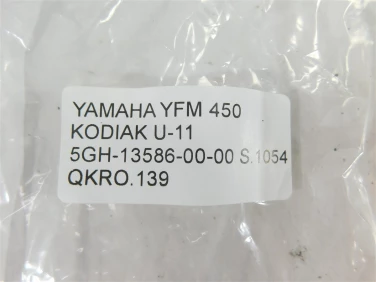 YAMAHA YFM 450
KODIAK U-11
5GH-13586-00-00 S.1054
QKRO.139